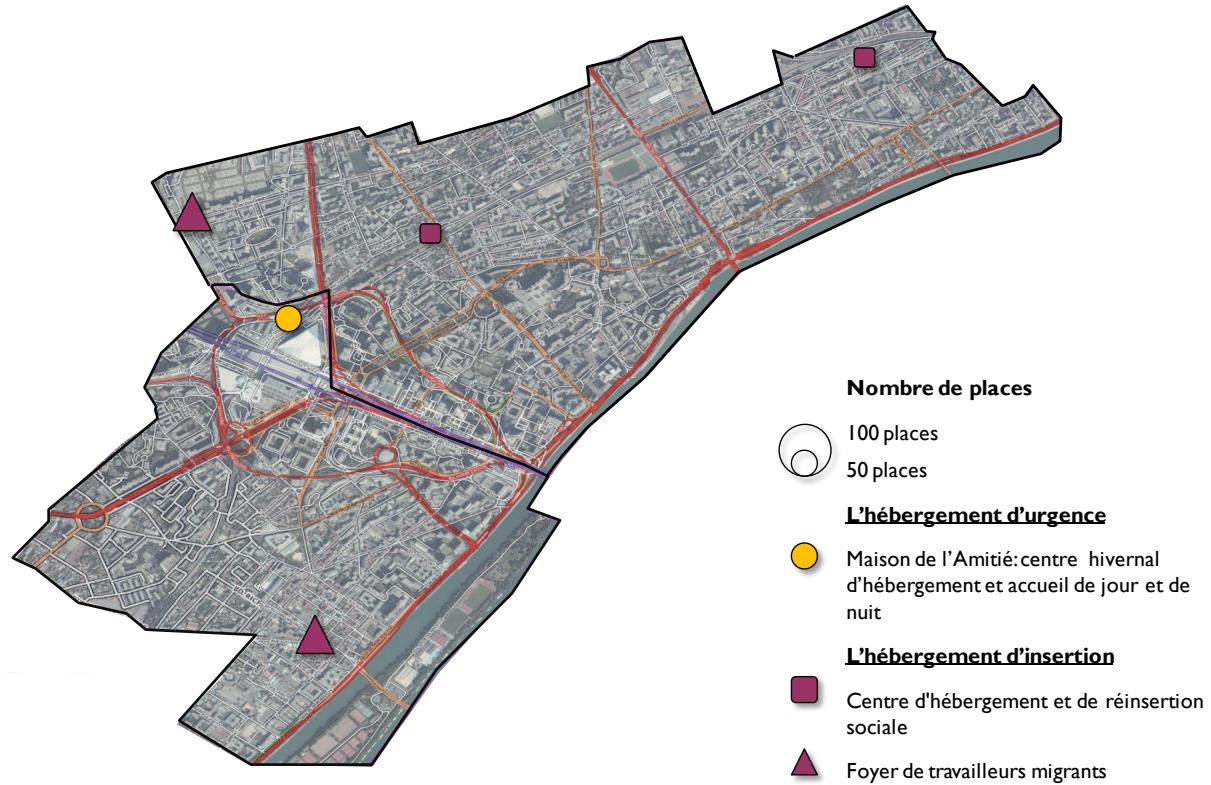 Nombre de places
100 places
50 places
L'hébergement d'urgence
Maison de l'Amitié: centre hivernal
d'hébergement et accueil de jour et de
nuit
L'hébergement d'insertion
Centre d'hébergement et de réinsertion
sociale
Foyer de travailleurs migrants